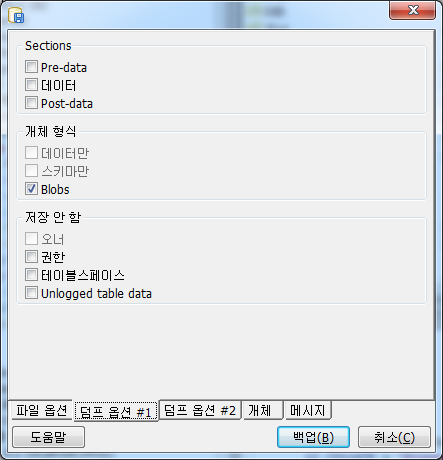 Sections
Pre-data
데이터
Post-data
개체 형식
데이터만
스키마만
Blobs
저장 안 함
오너
권한
테이블스페이스
Unlogged table data
파일 옵션 덤프 옵션 #1 덤프 옵션 #2 개체 메시지
도움말 백업(B) 취소(C)